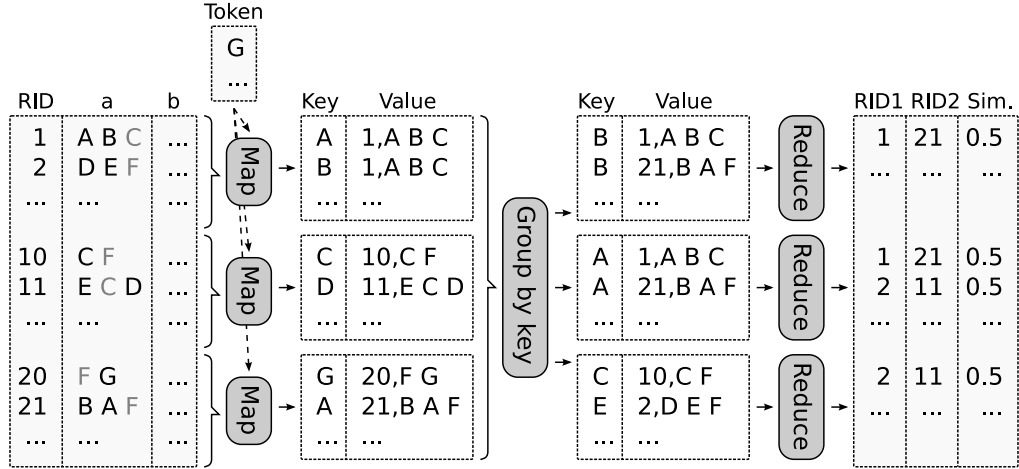 Token
G
...
RID a b
1 A B C ...
2 D E F ...
... ...
10 C F ...
11 E C D ...
... ...
20 F G ...
21 B A F ...
... ...
Map
Map
Map
Key Value
A 1,A B C
B 1,A B C
... ...
C 10,C F
D 11,E C D
... ...
G 20,F G
A 21,B A F
... ...
Group by key
Key Value
B 1,A B C
B 21,B A F
... ...
A 1,A B C
A 21,B A F
... ...
C 10,C F
E 2,D E F
... ...
Reduce
Reduce
Reduce
RID1 RID2 Sim.
1 21 0.5
... ... ...
1 21 0.5
2 11 0.5
... ... ...
2 11 0.5
... ... ...